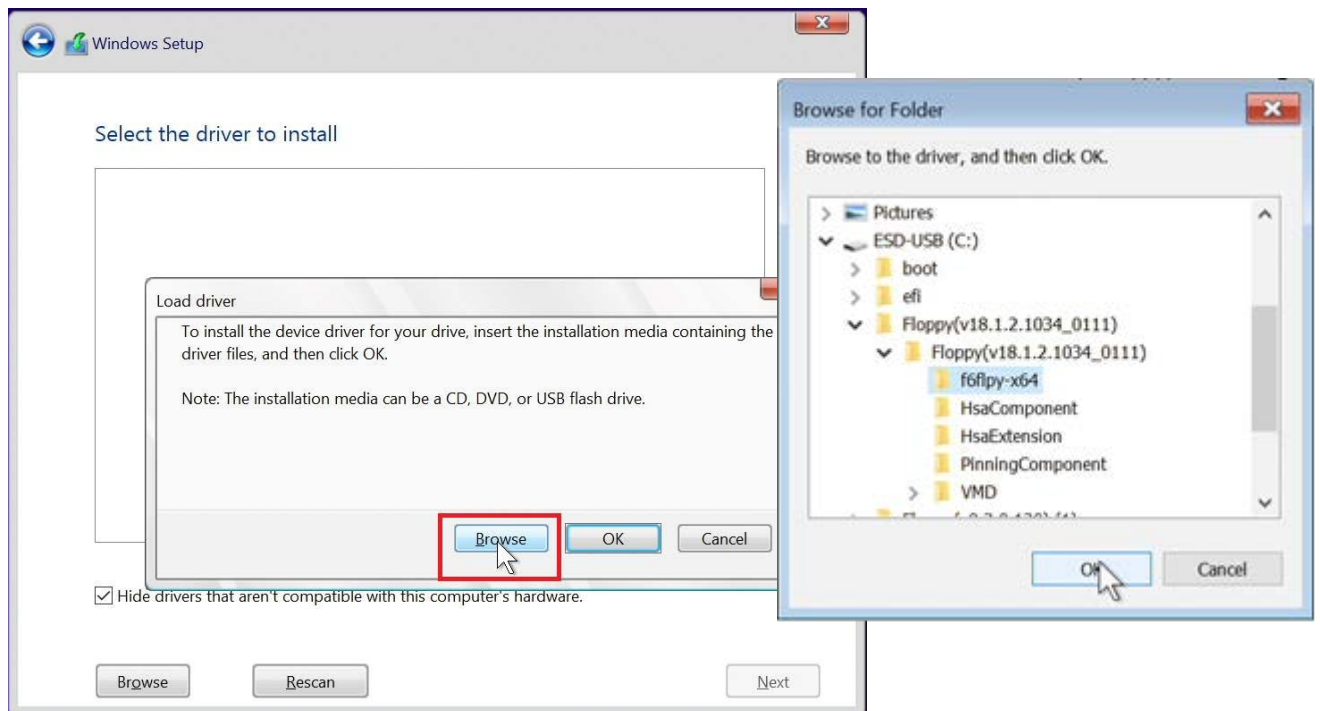 Windows Setup
Select the driver to install
Load driver
To install the device driver for your drive, insert the installation media containing the
driver files, and then click OK.
Note: The installation media can be a CD, DVD, or USB flash drive.
Browse
OK
Cancel
Hide drivers that aren't compatible with this computer's hardware.
Browse
Rescan
Next
Browse for Folder
Browse to the driver, and then click OK.
Pictures
ESD-USB (C:)
boot
efi
Floppy(v18.1.2.1034_0111)
Floppy(v18.1.2.1034_0111)
f6flpy-x64
HsaComponent
HsaExtension
PinningComponent
VMD
OK
Cancel